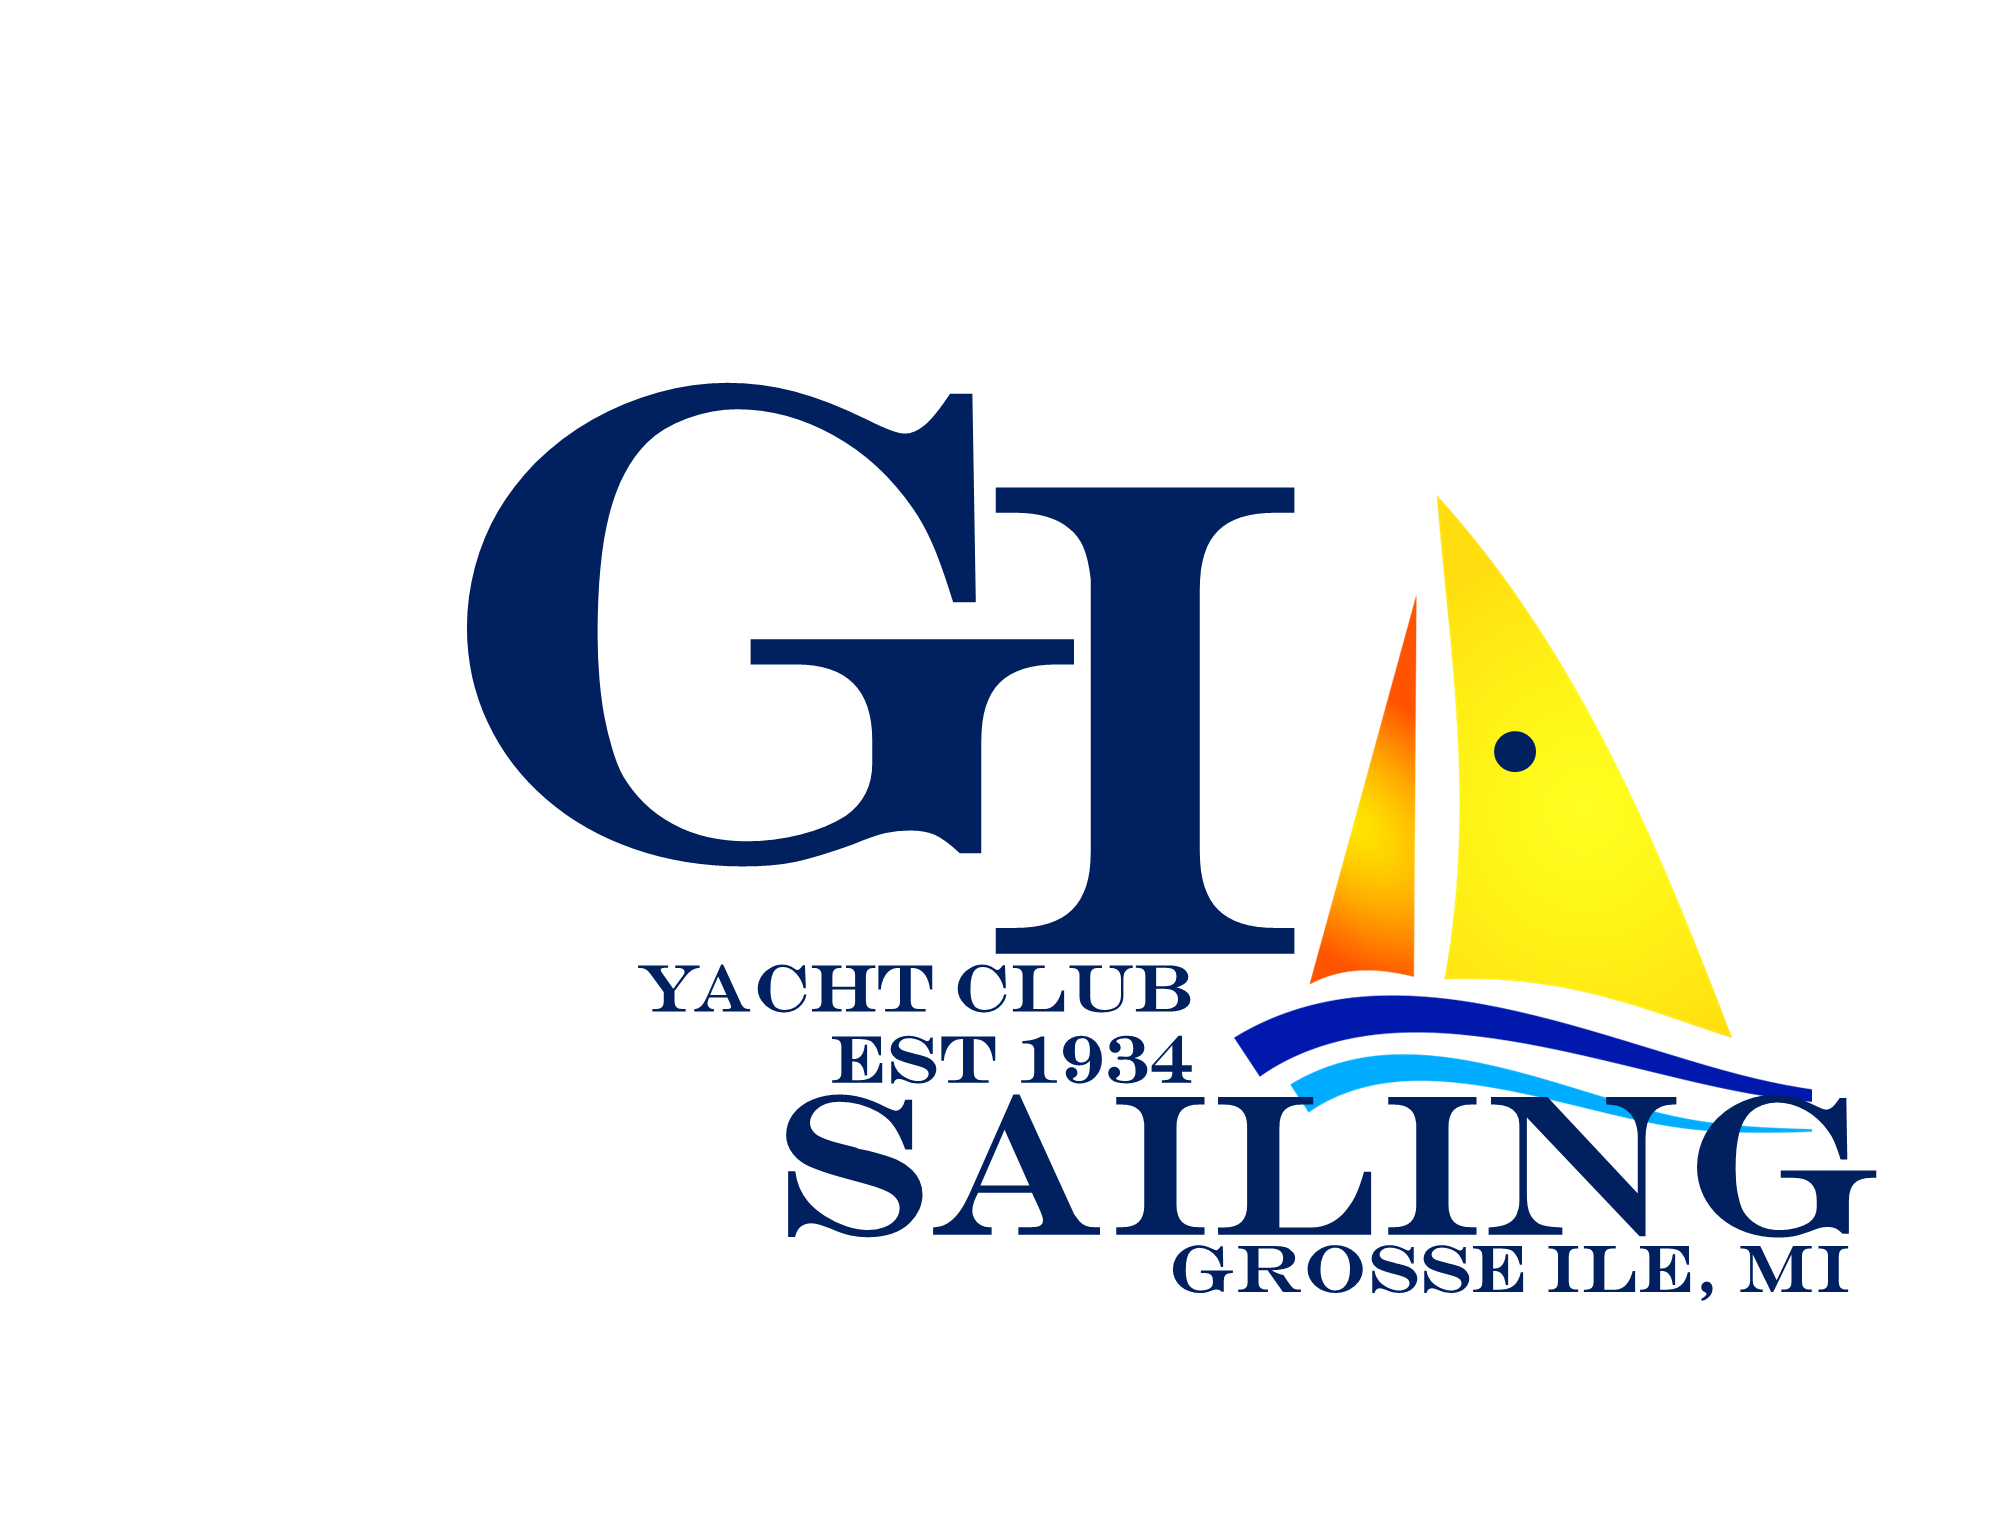 GI
YACHT CLUB
EST 1934
SAILING
GROSSE ILE, MI